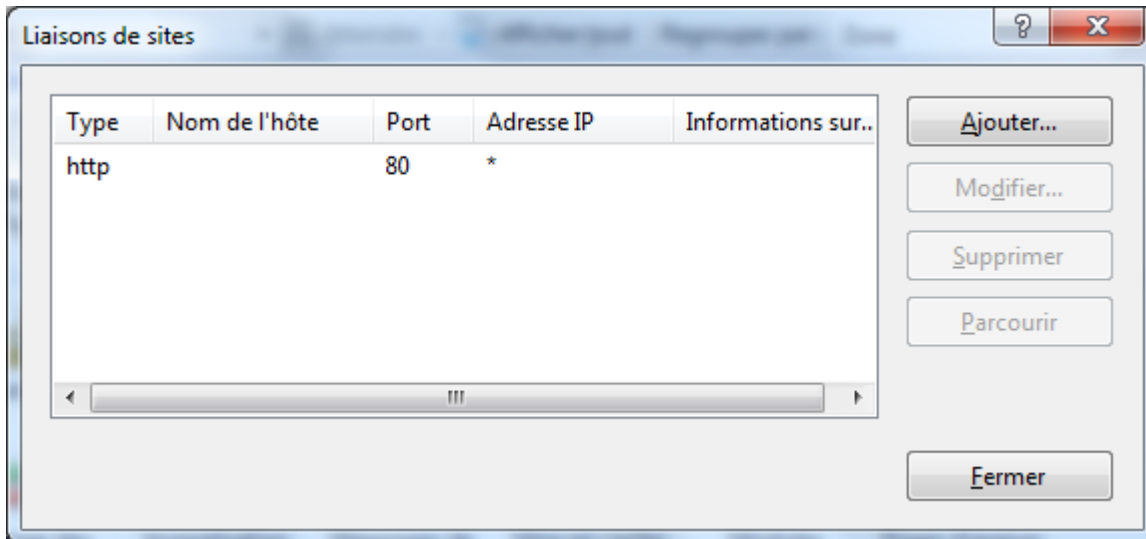 Liaisons de sites
Type Nom de l'hôte Port Adresse IP Informations sur..
http 80 *
Ajouter...
Modifier...
Supprimer
Parcourir
Fermer